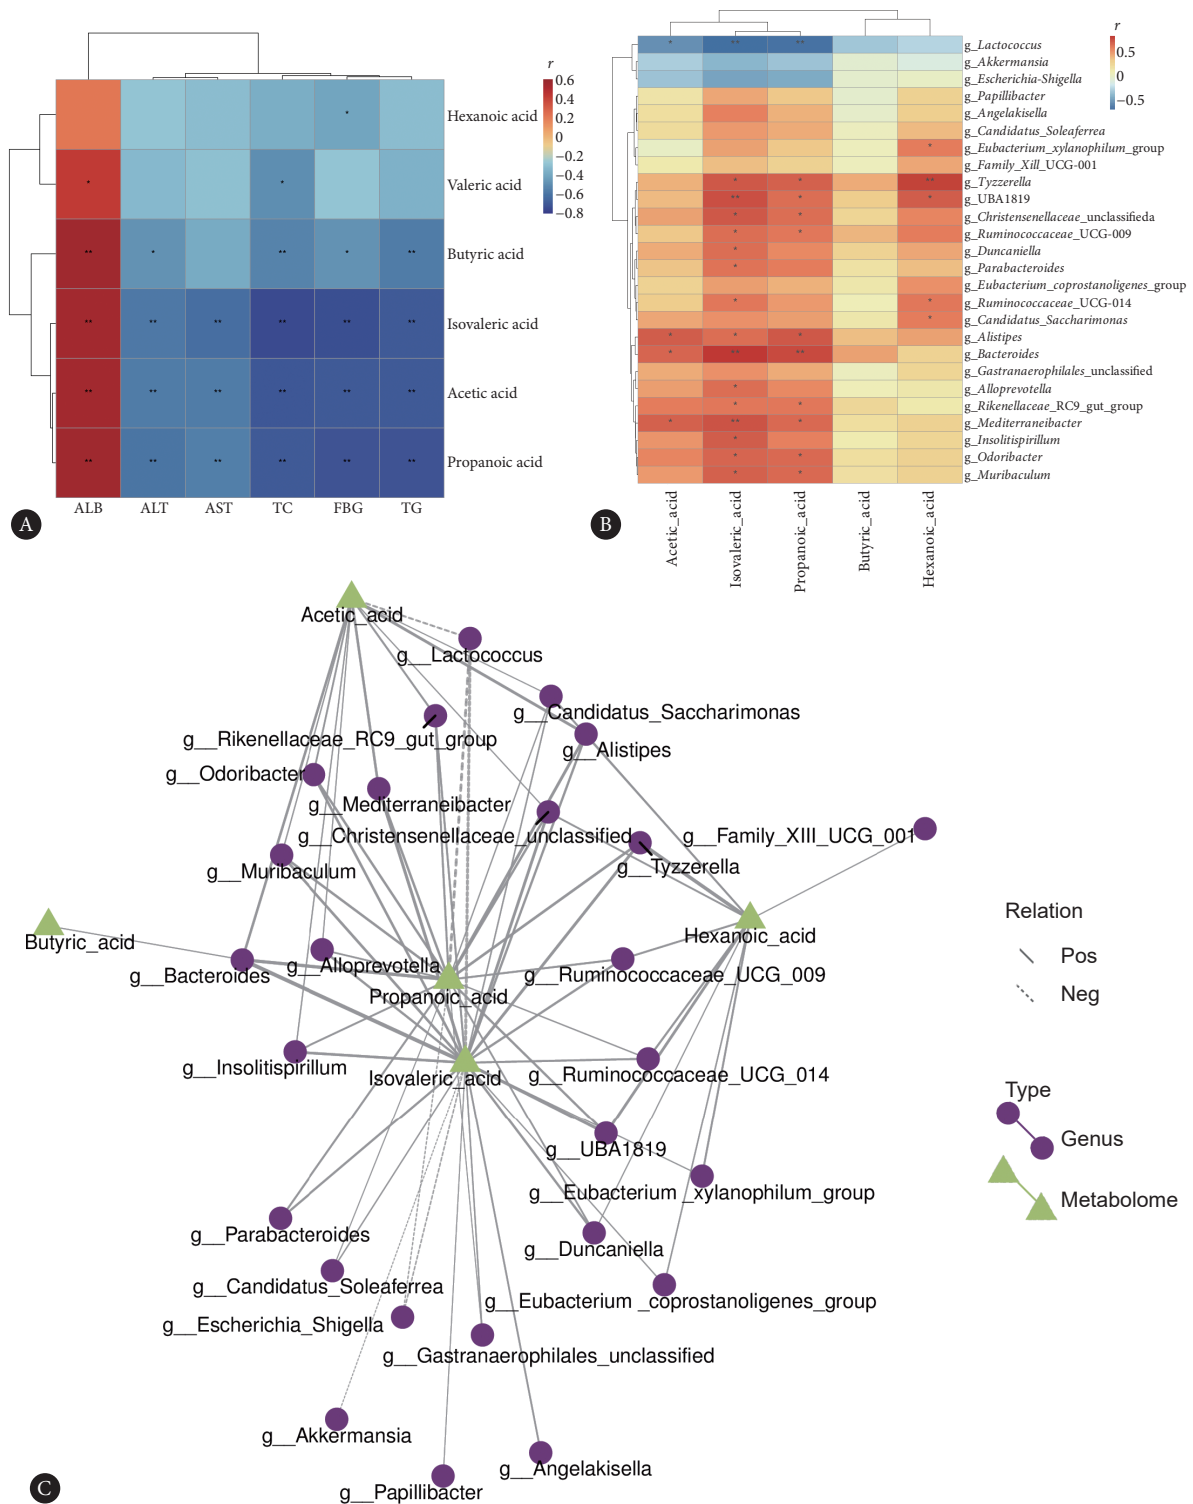 r
0.6
0.4
0.2
0
−0.2
−0.4
−0.6
−0.8
Hexanoic acid
*
Valeric acid
* *
Butyric acid
** * ** * **
Isovaleric acid
** ** ** ** ** **
Acetic acid
** ** ** ** ** **
Propanoic acid
** ** ** ** ** **
ALB ALT AST TC FBG TG
A
r
0.5
0
−0.5
g_Lactococcus
g_Akkermansia
g_Escherichia-Shigella
g_Papillibacter
g_Angelakisella
g_Candidatus_Soleaferrea
g_Eubacterium_xylanophilum_group
g_Family_Xill_UCG-001
g_Tyzzerella
g_UBA1819
g_Christensenellaceae_unclassifieda
g_Ruminococcaceae_UCG-009
g_Duncaniella
g_Parabacteroides
g_Eubacterium_coprostanoligenes_group
g_Ruminococcaceae_UCG-014
g_Candidatus_Saccharimonas
g_Alistipes
g_Bacteroides
g_Gastranaerophilales_unclassified
g_Alloprevotella
g_Rikenellaceae_RC9_gut_group
g_Mediterraneibacter
g_Insolitispirillum
g_Odoribacter
g_Muribaculum
Acetic_acid
Isovaleric_acid
Propanoic_acid
Butyric_acid
Hexanoic_acid
B
Acetic_acid
g__Lactococcus
g__Candidatus_Saccharimonas
g__Rikenellaceae_RC9_gut_group
g__Alistipes
g__Odoribacter
g__Mediterraneibacter
g__Christensenellaceae_unclassified
g__Family_XIII_UCG_001
g__Muribaculum
g__Tyzzerella
Butyric_acid
Hexanoic_acid
g__Bacteroides
g__Alloprevotella
g__Ruminococcaceae_UCG_009
Propanoic_acid
g__Insolitispirillum
Isovaleric_acid
g__Ruminococcaceae_UCG_014
g__UBA1819
g__Eubacterium _xylanophilum_group
g__Parabacteroides
g__Duncaniella
g__Candidatus_Soleaferrea
g__Eubacterium _coprostanoligenes_group
g__Escherichia_Shigella
g__Gastranaerophilales_unclassified
g__Akkermansia
g__Angelakisella
g__Papillibacter
Relation
Pos
Neg
Type
Genus
Metabolome
C